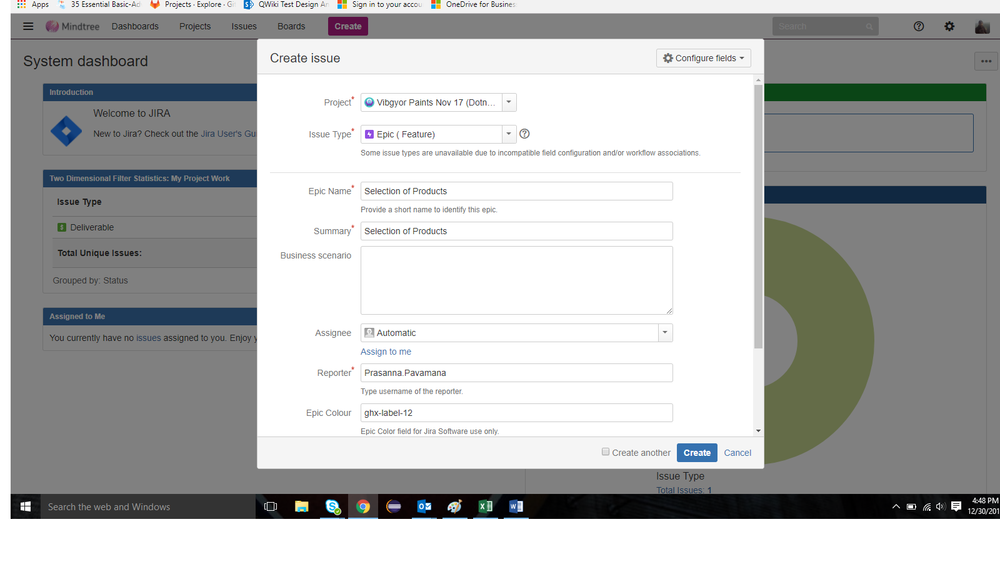 Apps 35 Essential Basic-Ad Projects · Explore · Gi QWiki Test Design An Sign in to your accou OneDrive for Busines
Mindtree Dashboards Projects Issues Boards Create Search
System dashboard
Create issue
Configure fields
Introduction
Welcome to JIRA
New to Jira? Check out the Jira User's Gu
Two Dimensional Filter Statistics: My Project Work
Issue Type
Deliverable
Total Unique Issues:
Grouped by: Status
Assigned to Me
You currently have no issues assigned to you. Enjoy y
Project* Vibgyor Paints Nov 17 (Dotn...
Issue Type* Epic ( Feature)
Some issue types are unavailable due to incompatible field configuration and/or workflow associations.
Epic Name* Selection of Products
Provide a short name to identify this epic.
Summary* Selection of Products
Business scenario
Assignee Automatic
Assign to me
Reporter* Prasanna.Pavamana
Type username of the reporter.
Epic Colour ghx-label-12
Epic Color field for Jira Software use only.
Create another Create Cancel
Issue Type
Total Issues: 1
Search the web and Windows
4:48 PM
12/30/201